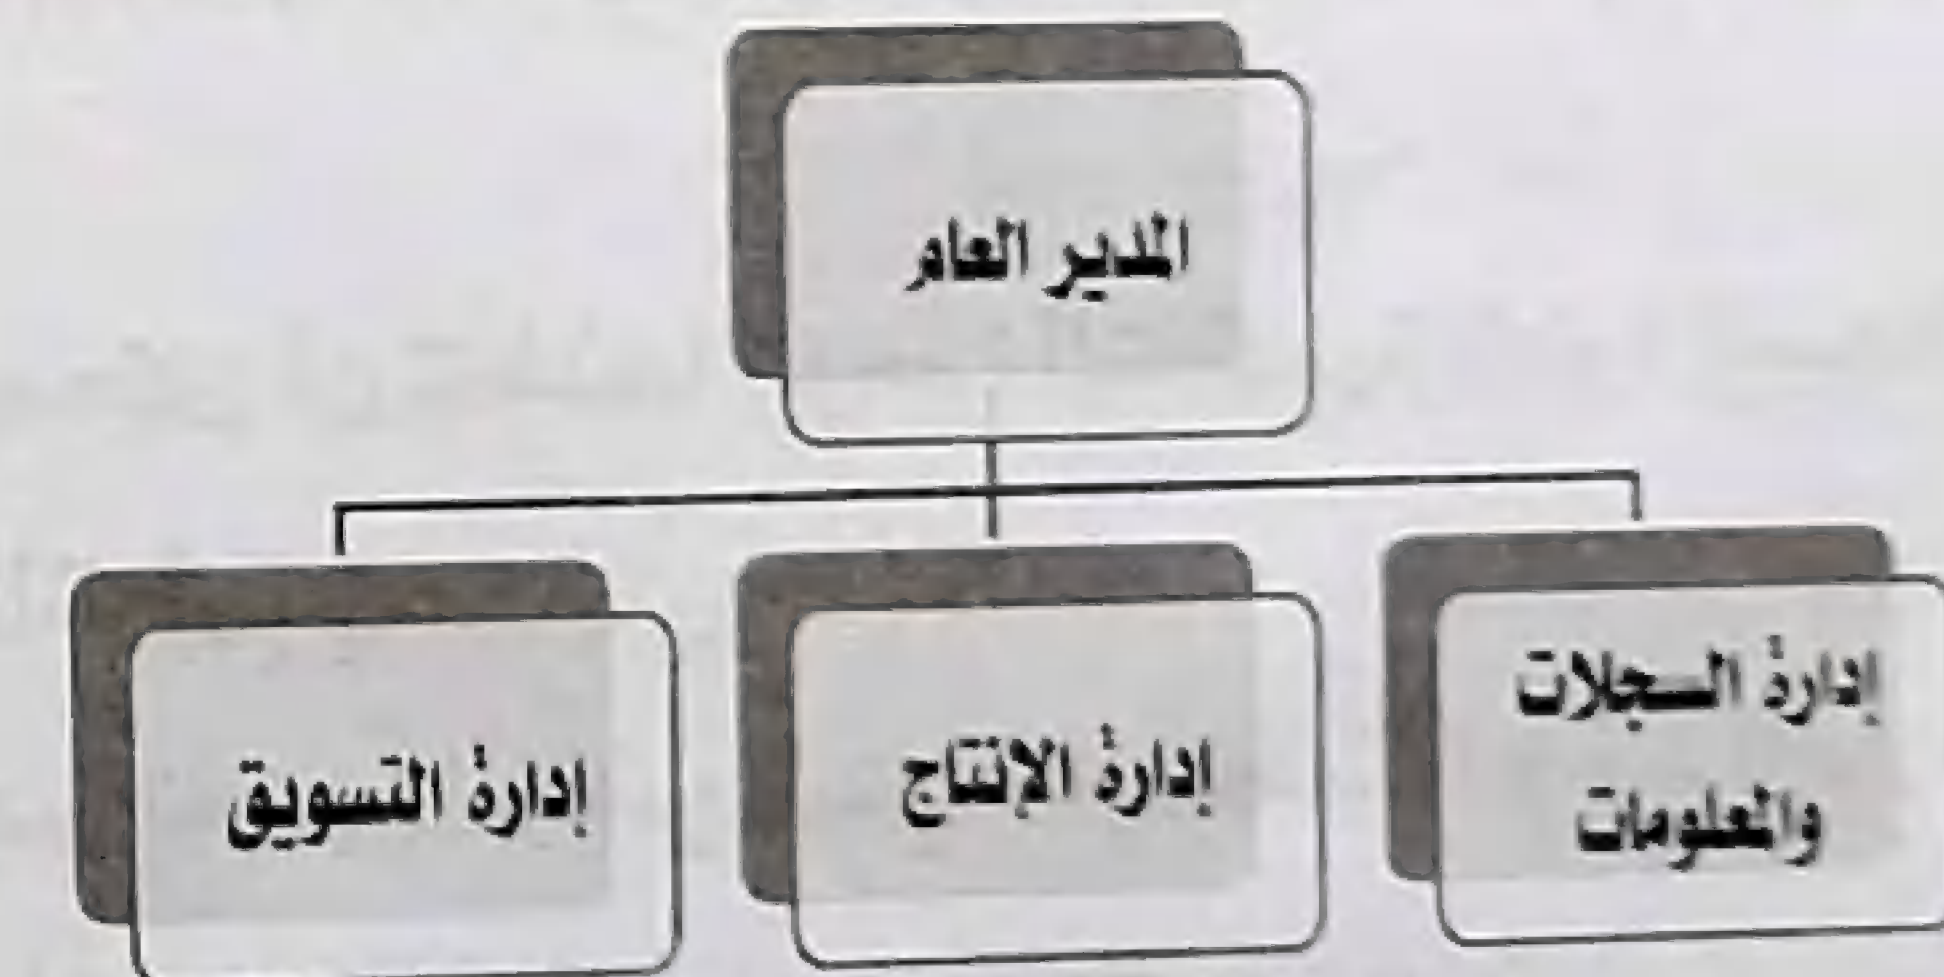 المدير العام
إدارة السجلات
والمعلومات
إدارة الإنتاج
إدارة التسويق